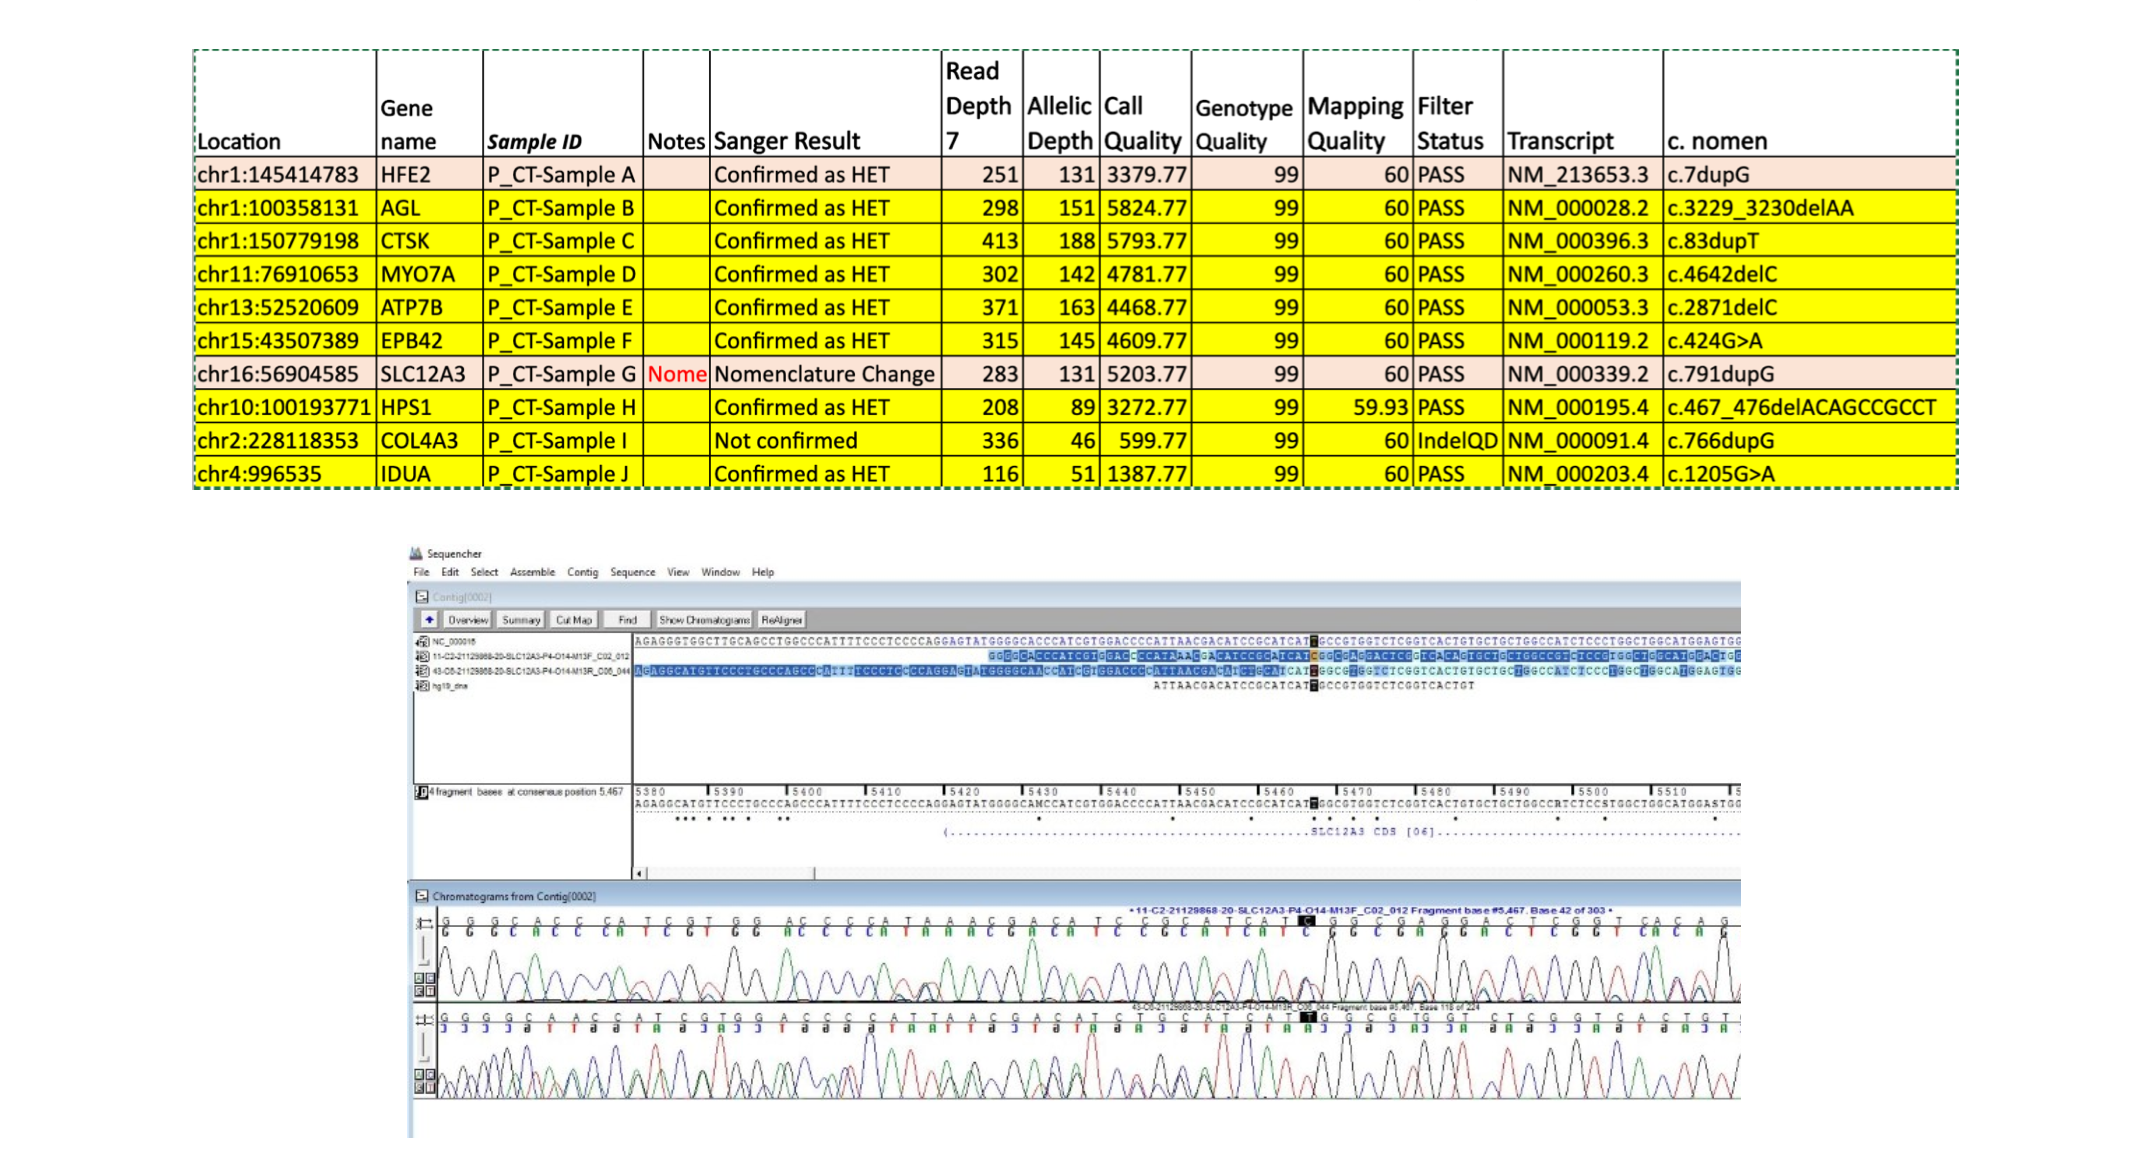 Location Gene name Sample ID Notes Sanger Result Read Depth 7 Allelic Depth Call Quality Genotype Quality Mapping Quality Filter Status Transcript c. nomen
chr1:145414783 HFE2 P_CT-Sample A Confirmed as HET 251 131 3379.77 99 60 PASS NM_213653.3 c.7dupG
chr1:100358131 AGL P_CT-Sample B Confirmed as HET 298 151 5824.77 99 60 PASS NM_000028.2 c.3229_3230delAA
chr1:150779198 CTSK P_CT-Sample C Confirmed as HET 413 188 5793.77 99 60 PASS NM_000396.3 c.83dupT
chr11:76910653 MYO7A P_CT-Sample D Confirmed as HET 302 142 4781.77 99 60 PASS NM_000260.3 c.4642delC
chr13:52520609 ATP7B P_CT-Sample E Confirmed as HET 371 163 4468.77 99 60 PASS NM_000053.3 c.2871delC
chr15:43507389 EPB42 P_CT-Sample F Confirmed as HET 315 145 4609.77 99 60 PASS NM_000119.2 c.424G>A
chr16:56904585 SLC12A3 P_CT-Sample G Nome Nomenclature Change 283 131 5203.77 99 60 PASS NM_000339.2 c.791dupG
chr10:100193771 HPS1 P_CT-Sample H Confirmed as HET 208 89 3272.77 99 59.93 PASS NM_000195.4 c.467_476delACAGCCGCCT
chr2:228118353 COL4A3 P_CT-Sample I Not confirmed 336 46 599.77 99 60 IndelQD NM_000091.4 c.766dupG
chr4:996535 IDUA P_CT-Sample J Confirmed as HET 116 51 1387.77 99 60 PASS NM_000203.4 c.1205G>A
Sequencher
File Edit Select Assemble Contig Sequence View Window Help
Contig[0002]
Overview Summary Cut Map Find Show Chromatograms ReAligner
NC_000016
11-C2-21129868-20-SLC12A3-P4-O14-M13F_C02_012
43-C6-21129868-20-SLC12A3-P4-O14-M13R_C06_044
hg19_dna ATTAACGACATCCGCATCATTGCCGTGGTCTCGGTCACTGT
4 fragment bases at consensus position 5,467 5380 5390 5400 5410 5420 5430 5440 5450 5460 5470 5480 5490 5500 5510
SLC12A3 CDS [06]
Chromatograms from Contig[0002]
11-C2-21129868-20-SLC12A3-P4-O14-M13F_C02_012 Fragment base #5,467. Base 42 of 303
G G G C A C C C A T C G T G G A C C C C A T A A A C G A C A T C C G C A T C A T C G G C G A G G A C T C G G T C A C A G
43-C6-21129868-20-SLC12A3-P4-O14-M13R_C06_044 Fragment base #5,467. Base 118 of 224